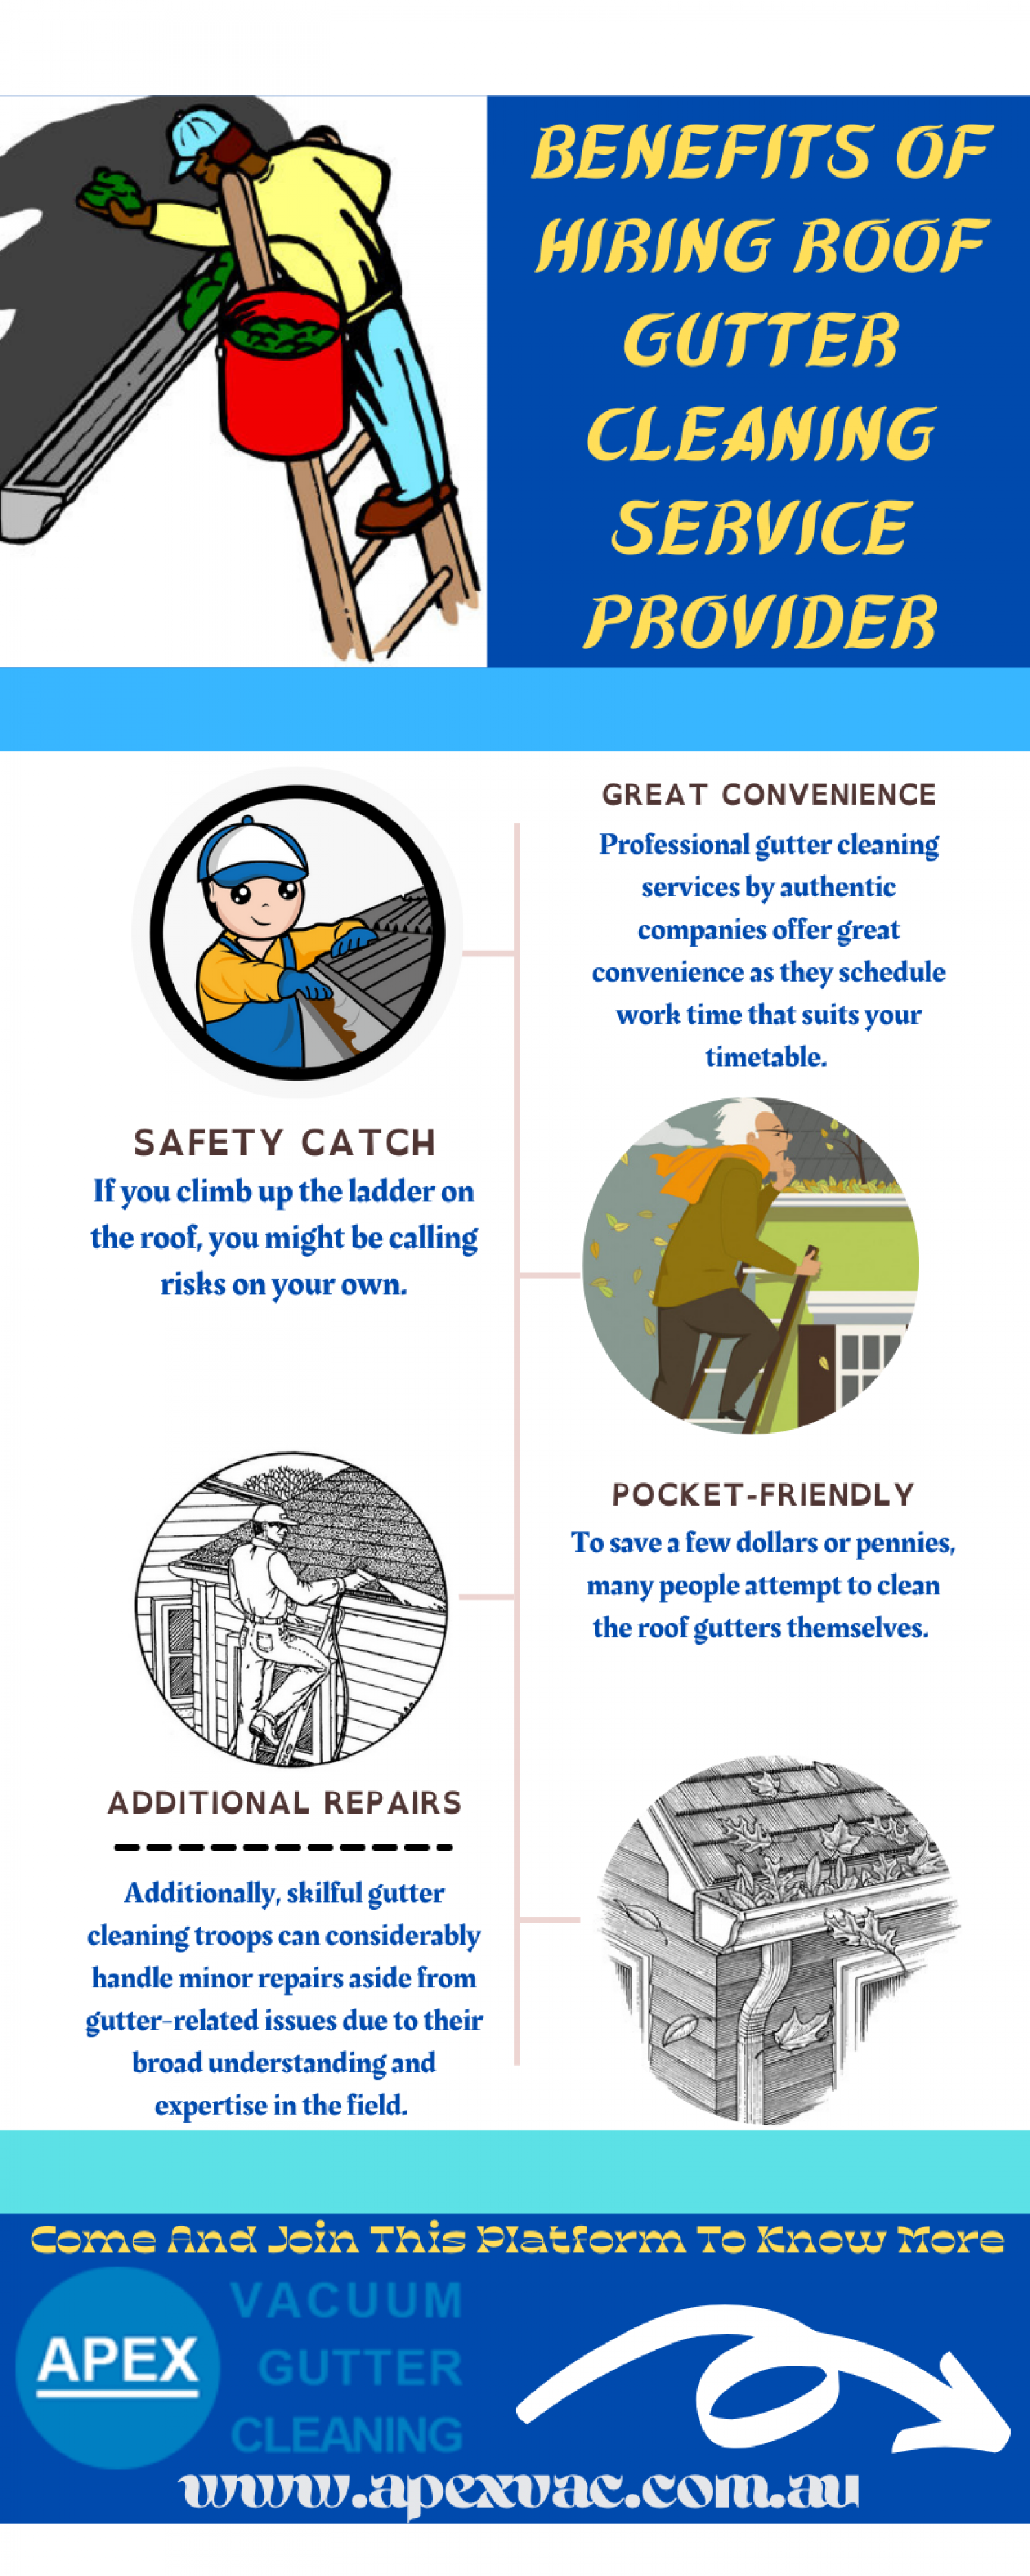 BENEFITS OF
HIRING ROOF
GUTTER
CLEANING
SERVICE
PROVIDER
GREAT CONVENIENCE
Professional gutter cleaning
services by authentic
companies offer great
convenience as they schedule
work time that suits your
timetable.
SAFETY CATCH
If you climb up the ladder on
the roof, you might be calling
risks on your own.
POCKET-FRIENDLY
To save a few dollars or pennies,
many people attempt to clean
the roof gutters themselves.
ADDITIONAL REPAIRS
Additionally, skilful gutter
cleaning troops can considerably
handle minor repairs aside from
gutter-related issues due to their
broad understanding and
expertise in the field.
Come And Join This Platform To Know More
APEX
VACUUM
GUTTER
CLEANING
www.apexvac.com.au